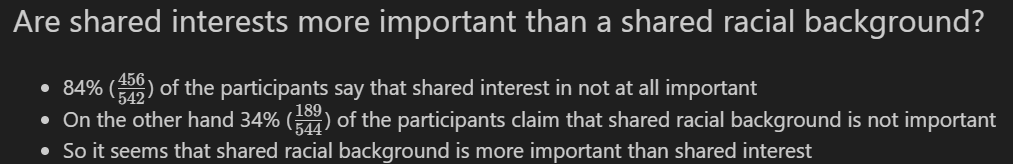 Are shared interests more important than a shared racial background?
• 84% (456/542) of the participants say that shared interest in not at all important
• On the other hand 34% (189/544) of the participants claim that shared racial background is not important
• So it seems that shared racial background is more important than shared interest